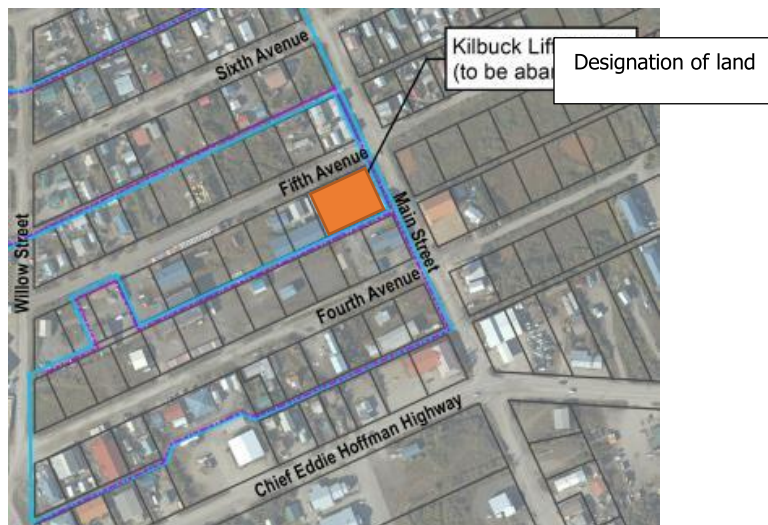 Sixth Avenue
Kilbuck Lif
(to be aba
Designation of land
Fifth Avenue
Main Street
Willow Street
Fourth Avenue
Chief Eddie Hoffman Highway